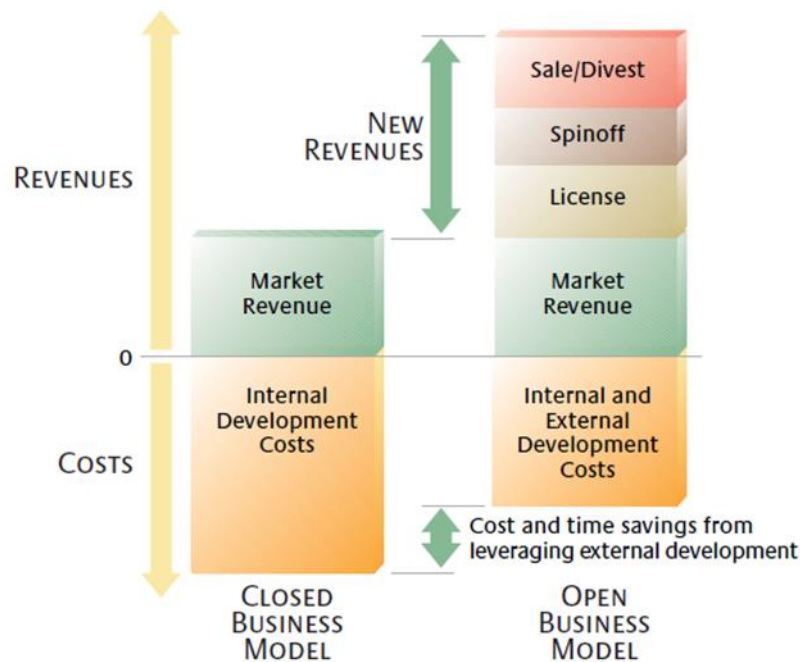 Sale/Divest
NEW
REVENUES
Spinoff
REVENUES
License
Market
Revenue
Market
Revenue
0
Internal
Development
Costs
Internal and
External
Development
Costs
COSTS
Cost and time savings from
leveraging external development
CLOSED
BUSINESS
MODEL
OPEN
BUSINESS
MODEL